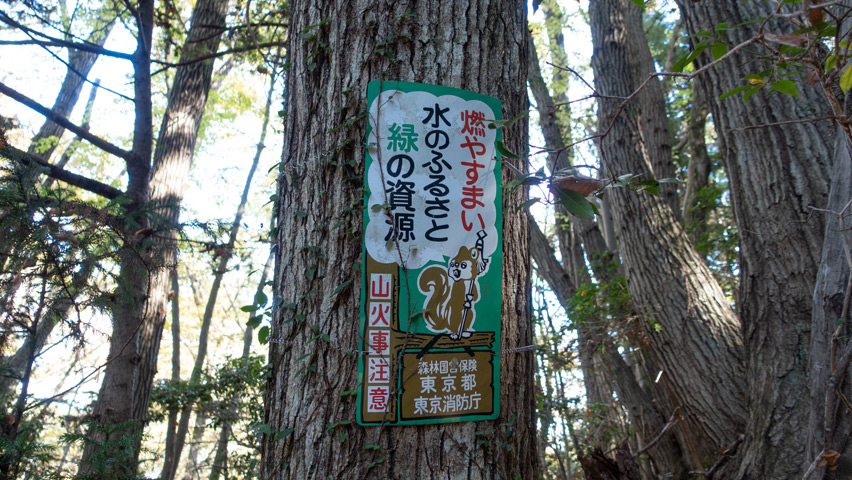 燃やすまい
水のふるさと
緑の資源
山火事注意
森林国営保険
東京都
東京消防庁